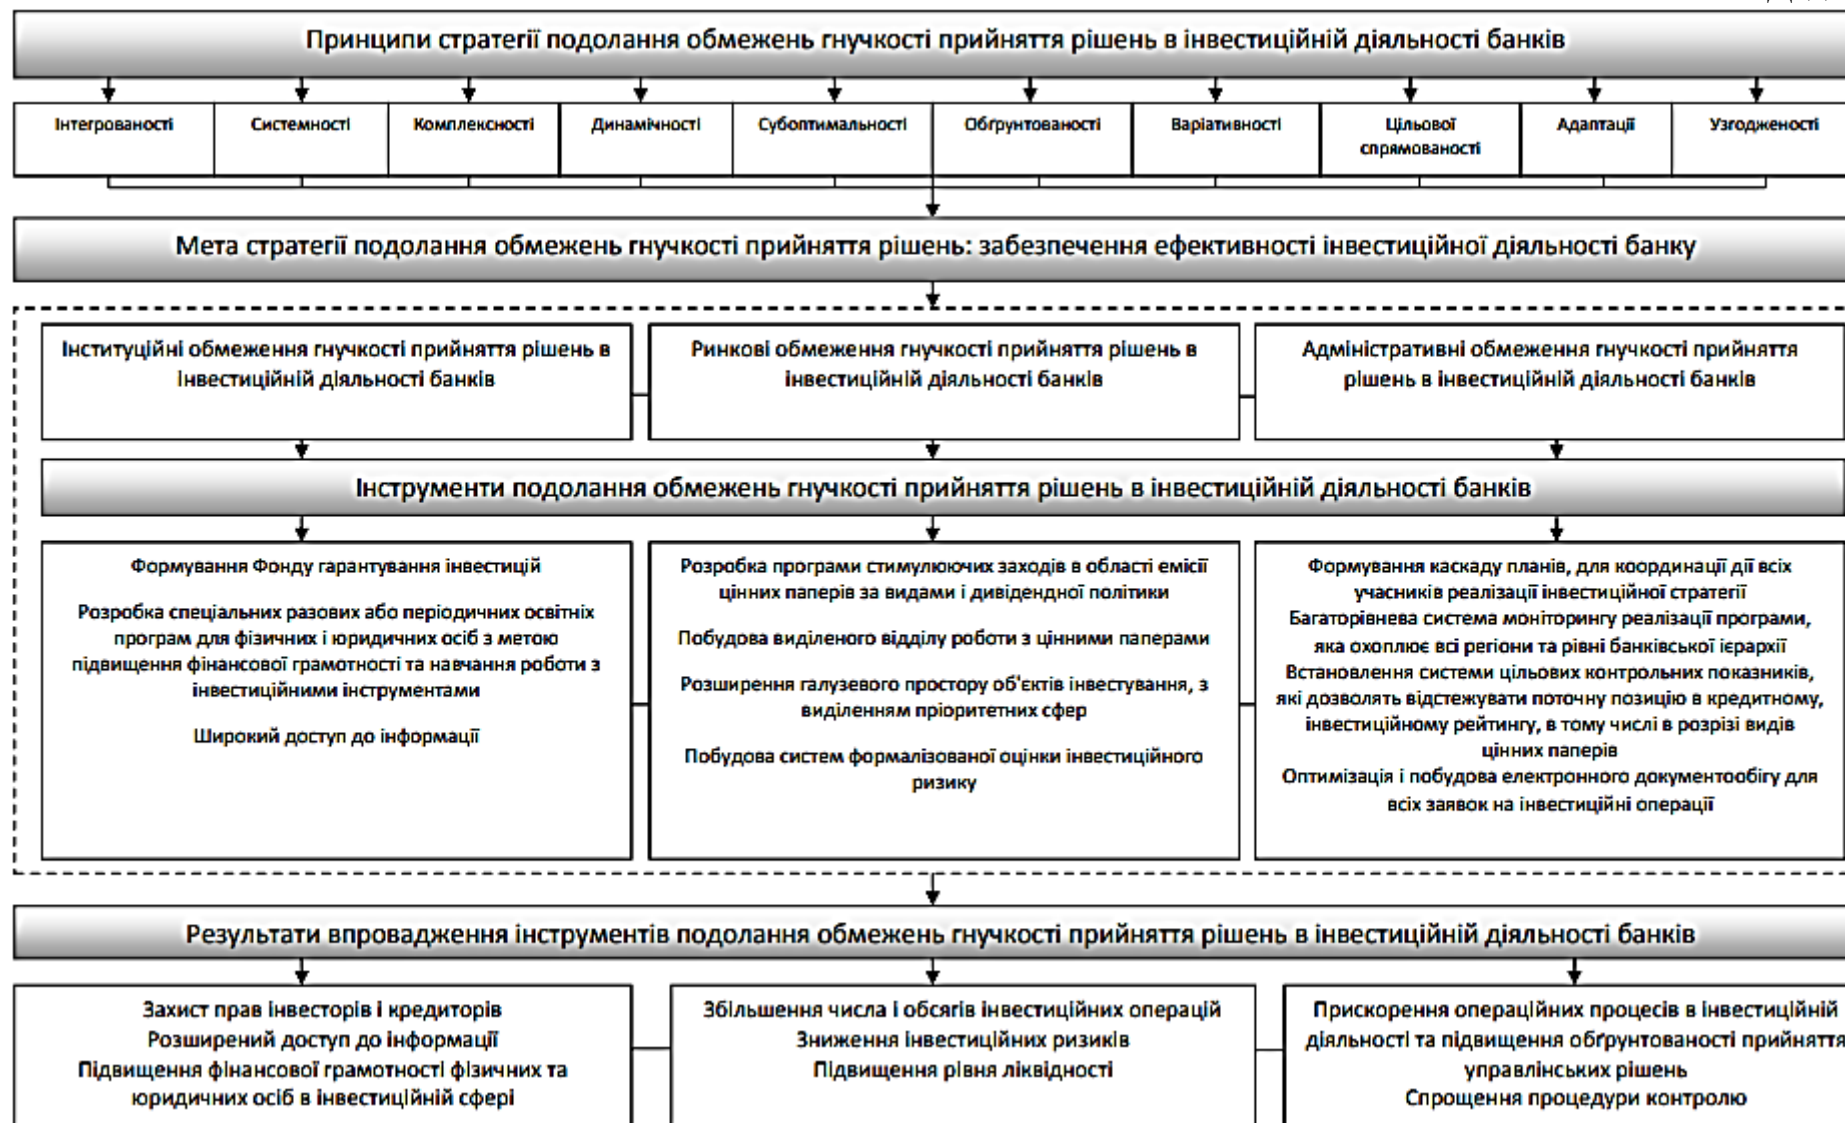 Принципи стратегії подолання обмежень гнучкості прийняття рішень в інвестиційній діяльності банків
Інтегрованості
Системності
Комплексності
Динамічності
Субоптимальності
Обґрунтованості
Варіативності
Цільової
спрямованості
Адаптації
Узгодженості
Мета стратегії подолання обмежень гнучкості прийняття рішень: забезпечення ефективності інвестиційної діяльності банку
Інституційні обмеження гнучкості прийняття рішень в
інвестиційній діяльності банків
Ринкові обмеження гнучкості прийняття рішень в
інвестиційній діяльності банків
Адміністративні обмеження гнучкості прийняття
рішень в інвестиційній діяльності банків
Інструменти подолання обмежень гнучкості прийняття рішень в інвестиційній діяльності банків
Формування Фонду гарантування інвестицій
Розробка спеціальних разових або періодичних освітніх
програм для фізичних і юридичних осіб з метою
підвищення фінансової грамотності та навчання роботи з
інвестиційними інструментами
Широкий доступ до інформації
Розробка програми стимулюючих заходів в області емісії
цінних паперів за видами і дивідендної політики
Побудова виділеного відділу роботи з цінними паперами
Розширення галузевого простору об'єктів інвестування, з
виділенням пріоритетних сфер
Побудова систем формалізованої оцінки інвестиційного
ризику
Формування каскаду планів, для координації дії всіх
учасників реалізації інвестиційної стратегії
Багаторівнева система моніторингу реалізації програми,
яка охоплює всі регіони та рівні банківської ієрархії
Встановлення системи цільових контрольних показників,
які дозволять відстежувати поточну позицію в кредитному,
інвестиційному рейтингу, в тому числі в розрізі видів
цінних паперів
Оптимізація і побудова електронного документообігу для
всіх заявок на інвестиційні операції
Результати впровадження інструментів подолання обмежень гнучкості прийняття рішень в інвестиційній діяльності банків
Захист прав інвесторів і кредиторів
Розширений доступ до інформації
Підвищення фінансової грамотності фізичних та
юридичних осіб в інвестиційній сфері
Збільшення числа і обсягів інвестиційних операцій
Зниження інвестиційних ризиків
Підвищення рівня ліквідності
Прискорення операційних процесів в інвестиційній
діяльності та підвищення обґрунтованості прийняття
управлінських рішень
Спрощення процедури контролю